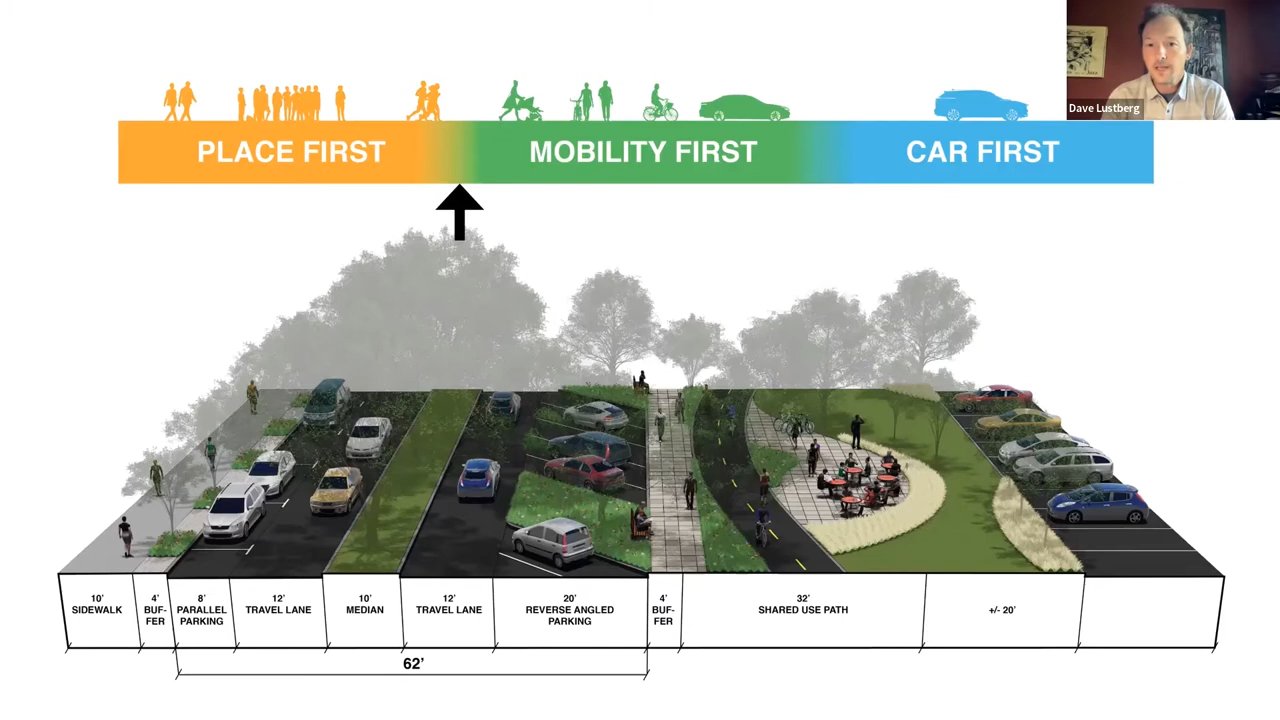 Dave Lustberg
PLACE FIRST
MOBILITY FIRST
CAR FIRST
10'
SIDEWALK
4'
BUF-
FER
8'
PARALLEL
PARKING
12'
TRAVEL LANE
10'
MEDIAN
12'
TRAVEL LANE
20'
REVERSE ANGLED
PARKING
4'
BUF-
FER
32'
SHARED USE PATH
+/- 20'
62'